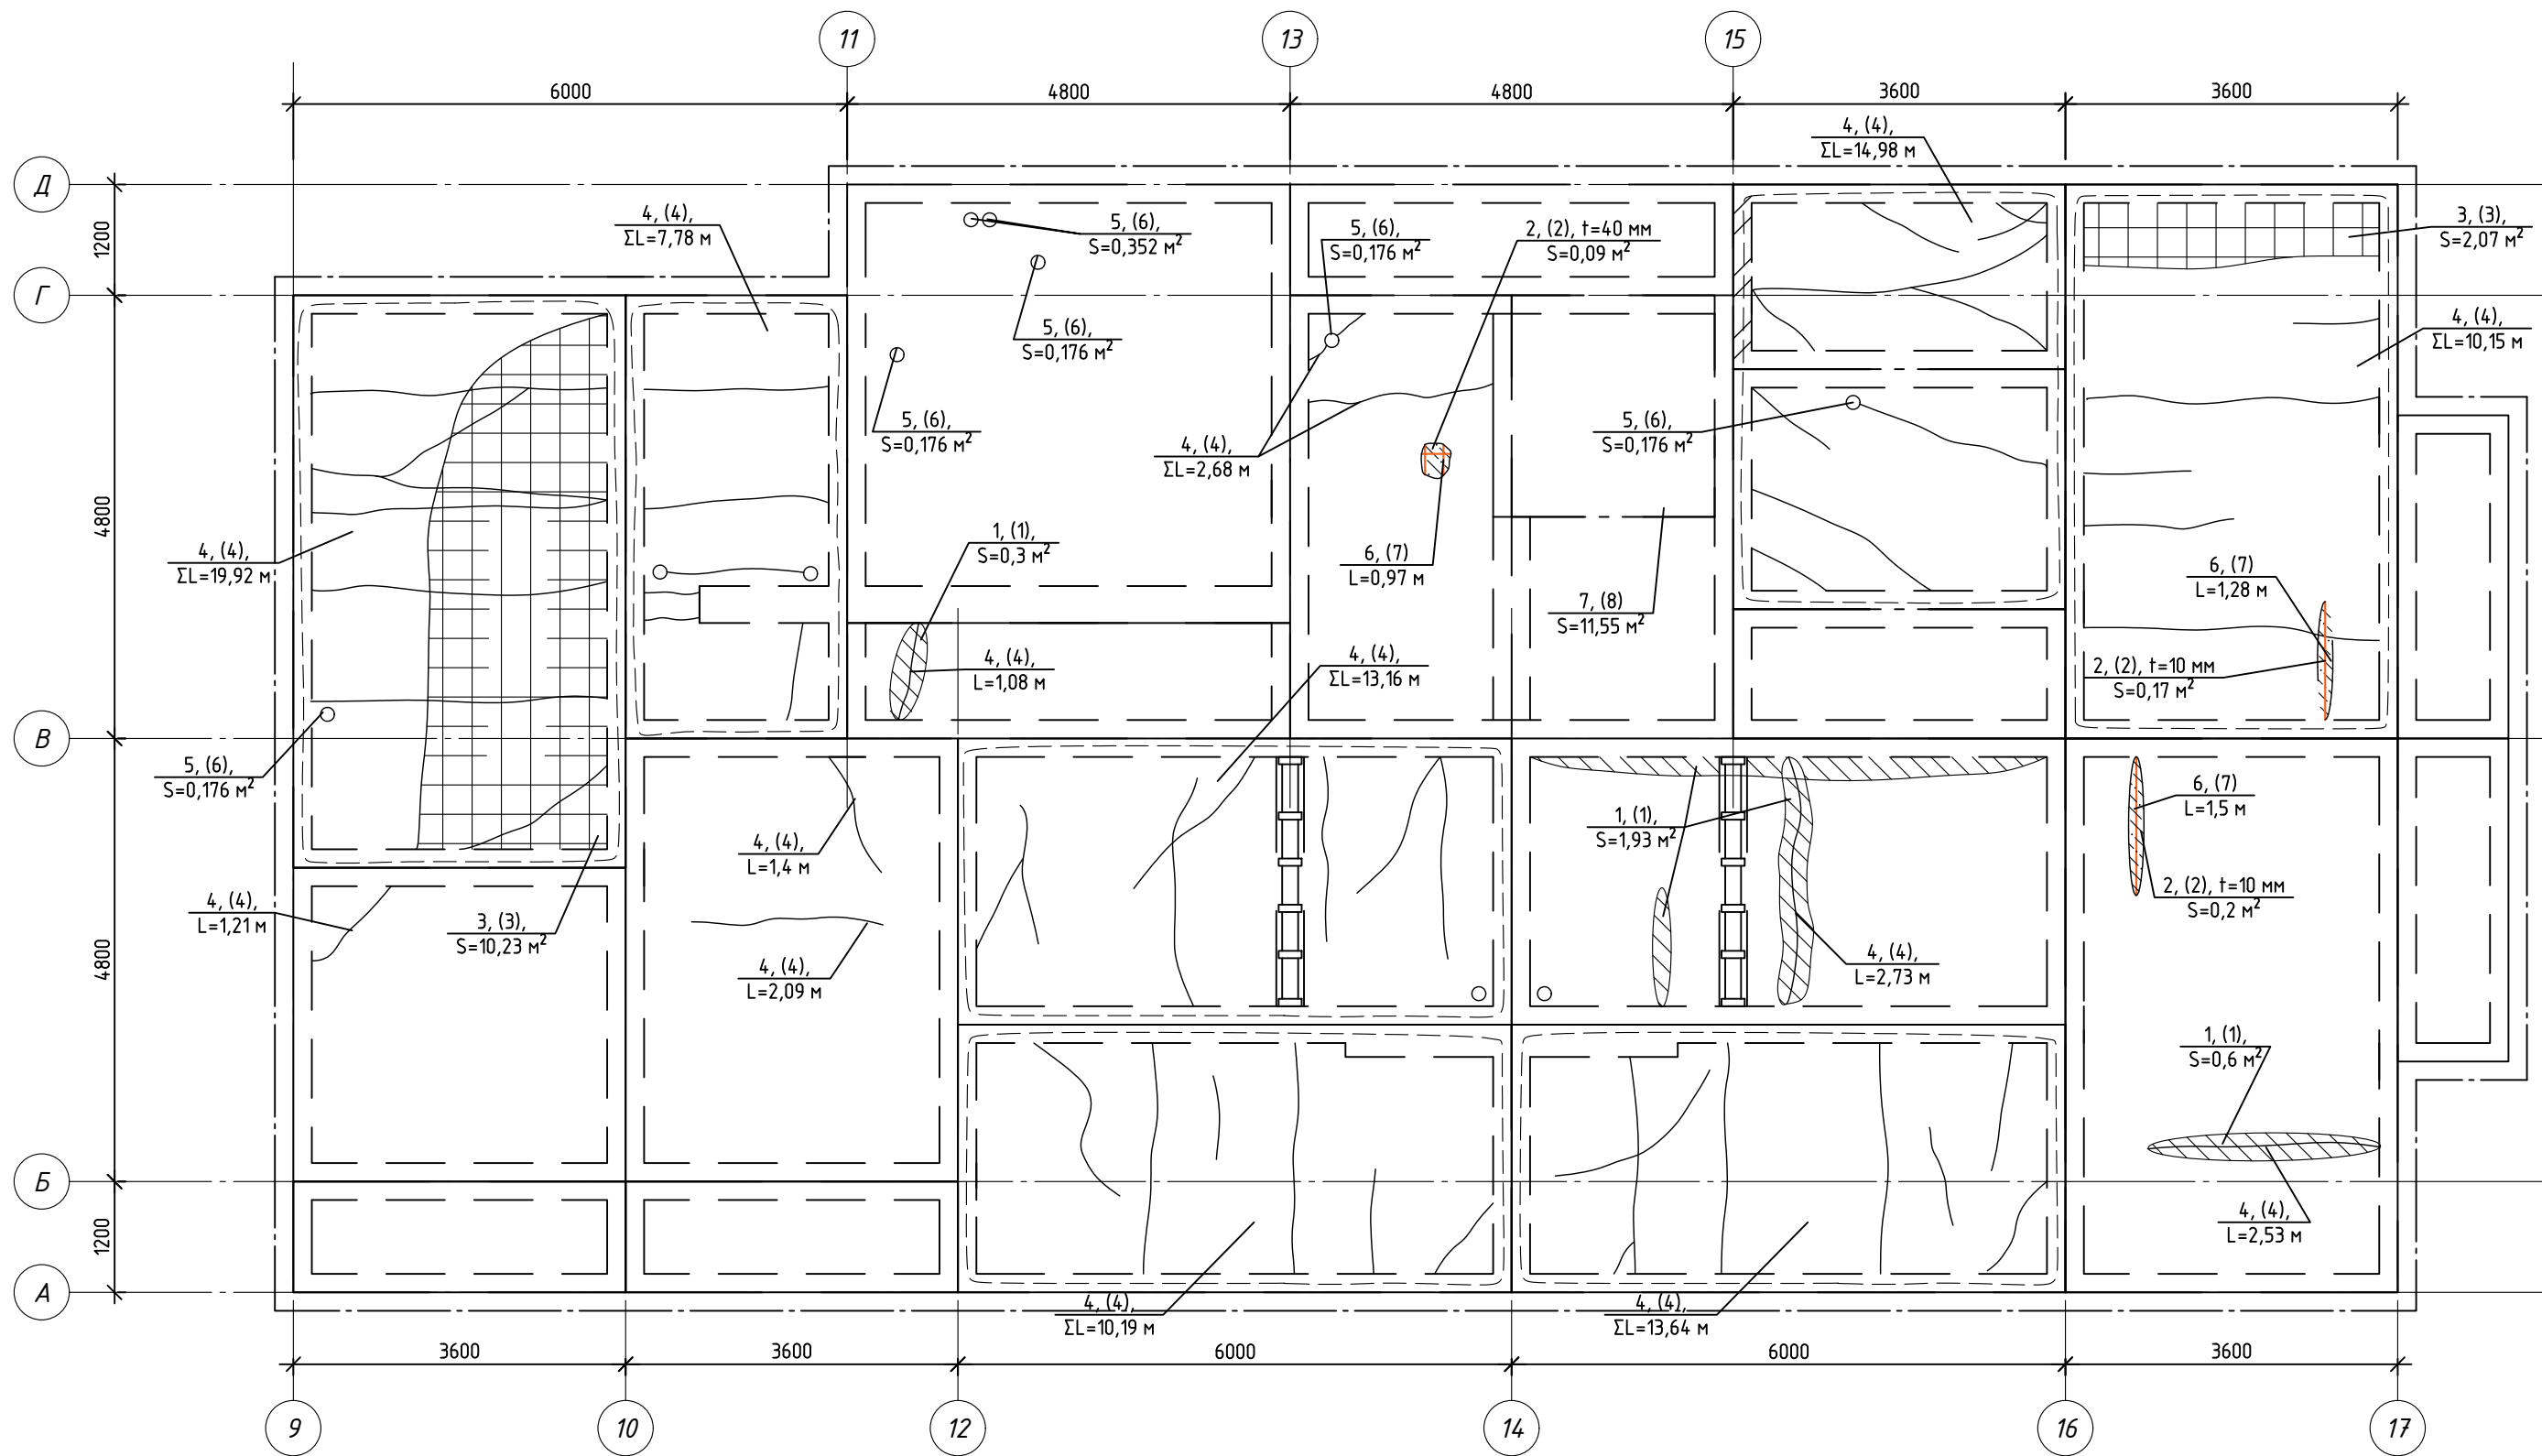 11
13
15
6000
4800
4800
3600
3600
4, (4),
ΣL=14,98 м
Д
4, (4),
ΣL=7,78 м
5, (6),
S=0,352 м²
5, (6),
S=0,176 м²
2, (2), t=40 мм
S=0,09 м²
3, (3),
S=2,07 м²
1200
Г
5, (6),
S=0,176 м²
4, (4),
ΣL=10,15 м
5, (6),
S=0,176 м²
4, (4),
ΣL=2,68 м
5, (6),
S=0,176 м²
4800
4, (4),
ΣL=19,92 м
1, (1),
S=0,3 м²
6, (7)
L=0,97 м
7, (8)
S=11,55 м²
6, (7)
L=1,28 м
4, (4),
L=1,08 м
4, (4),
ΣL=13,16 м
2, (2), t=10 мм
S=0,17 м²
В
5, (6),
S=0,176 м²
6, (7)
L=1,5 м
4, (4),
L=1,4 м
1, (1),
S=1,93 м²
2, (2), t=10 мм
S=0,2 м²
4, (4),
L=1,21 м
3, (3),
S=10,23 м²
4800
4, (4),
L=2,09 м
4, (4),
L=2,73 м
1, (1),
S=0,6 м²
Б
1200
4, (4),
L=2,53 м
А
4, (4),
ΣL=10,19 м
4, (4),
ΣL=13,64 м
3600
3600
6000
6000
3600
9
10
12
14
16
17